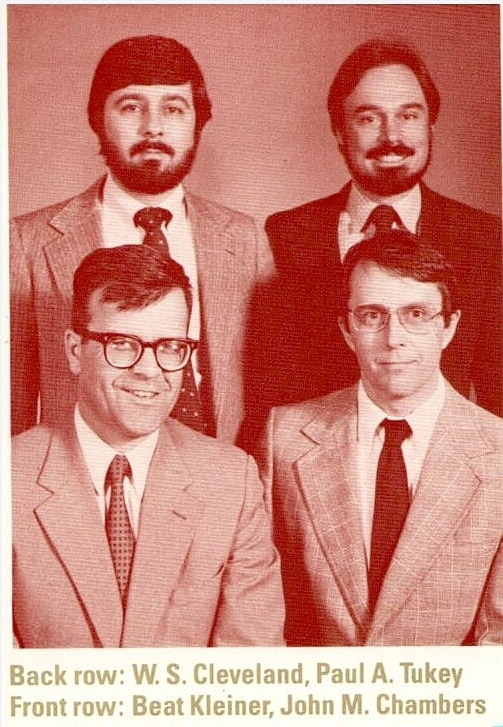 Back row: W. S. Cleveland, Paul A. Tukey
Front row: Beat Kleiner, John M. Chambers